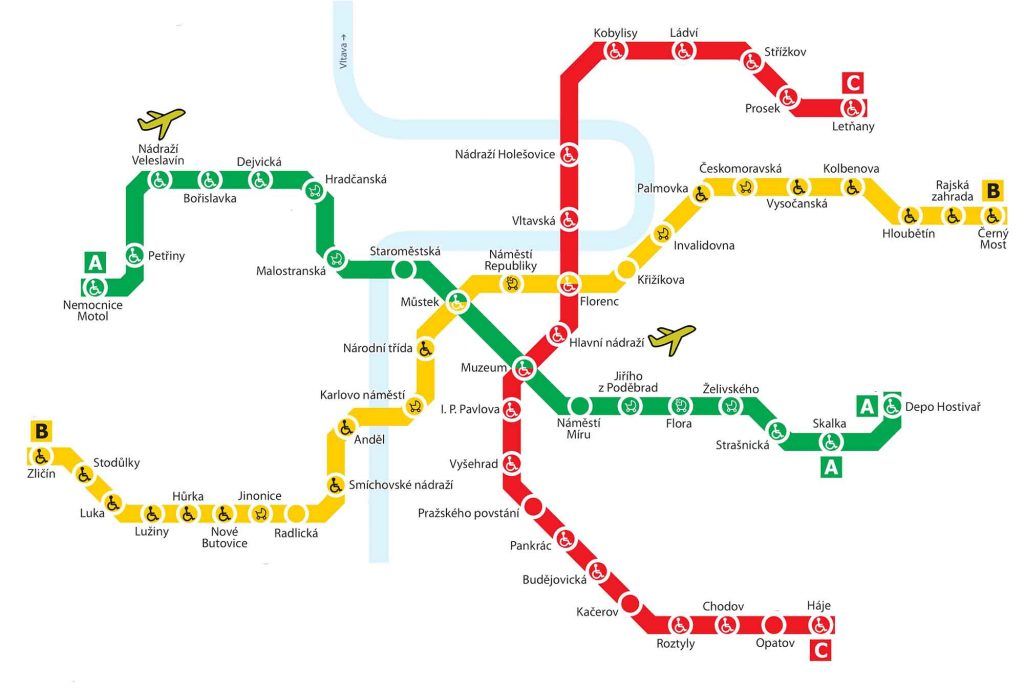 Vltava →
Kobylisy
Ládví
Střížkov
C
Prosek
Letňany
Nádraží
Veleslavín
Dejvická
Hradčanská
Bořislavka
Nádraží Holešovice
Českomoravská
Kolbenova
Palmovka
Rajská
zahrada
B
Vysočanská
Vltavská
Hloubětín
Černý
Most
Invalidovna
Petřiny
A
Staroměstská
Náměstí
Republiky
Malostranská
Křižíkova
Nemocnice
Motol
Můstek
Florenc
Hlavní nádraží
Národní třída
Muzeum
Jiřího
z Poděbrad
Želivského
Karlovo náměstí
I. P. Pavlova
A
Depo Hostivař
Náměstí
Míru
Flora
Skalka
Strašnická
B
Anděl
A
Zličín
Stodůlky
Vyšehrad
Smíchovské nádraží
Luka
Hůrka
Jinonice
Pražského povstání
Lužiny
Nové
Butovice
Radlická
Pankrác
Budějovická
Kačerov
Chodov
Háje
Roztyly
Opatov
C